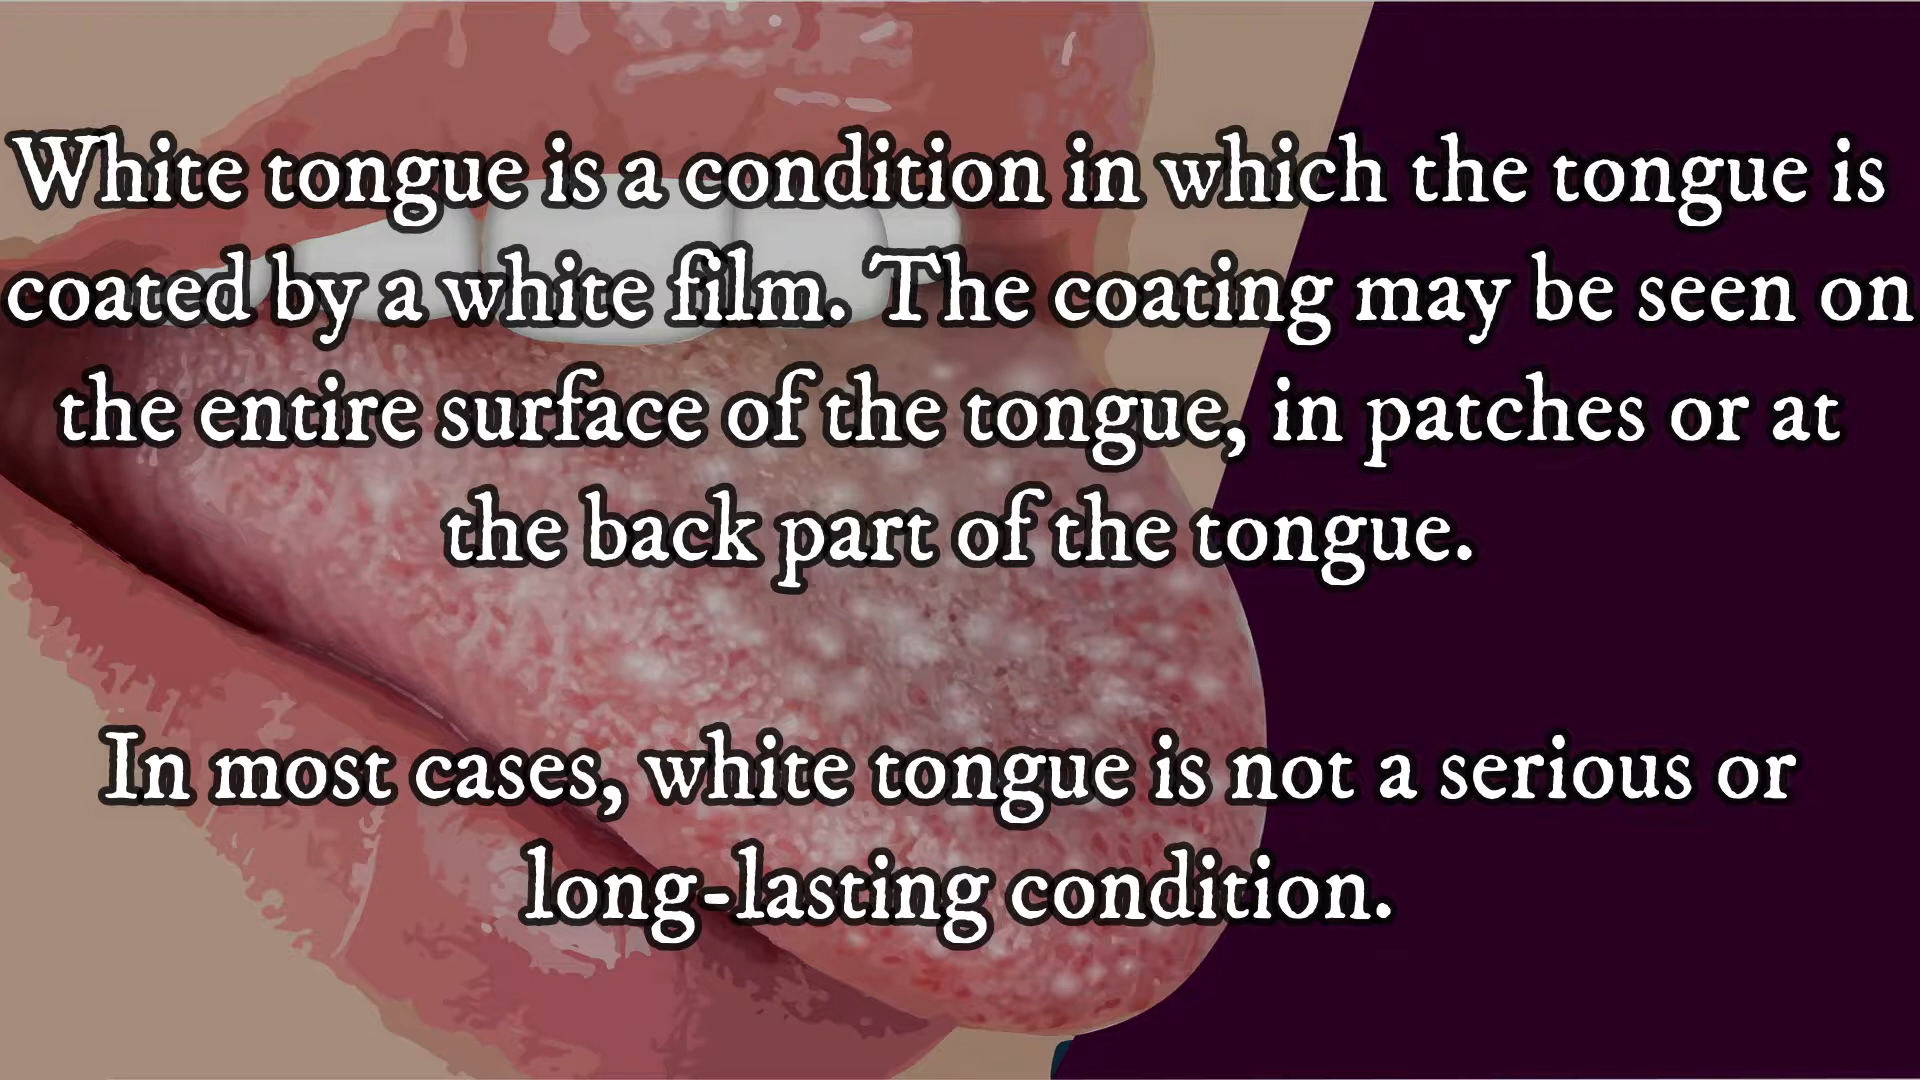 White tongue is a condition in which the tongue is
coated by a white film. The coating may be seen on
the entire surface of the tongue, in patches or at
the back part of the tongue.
In most cases, white tongue is not a serious or
long-lasting condition.